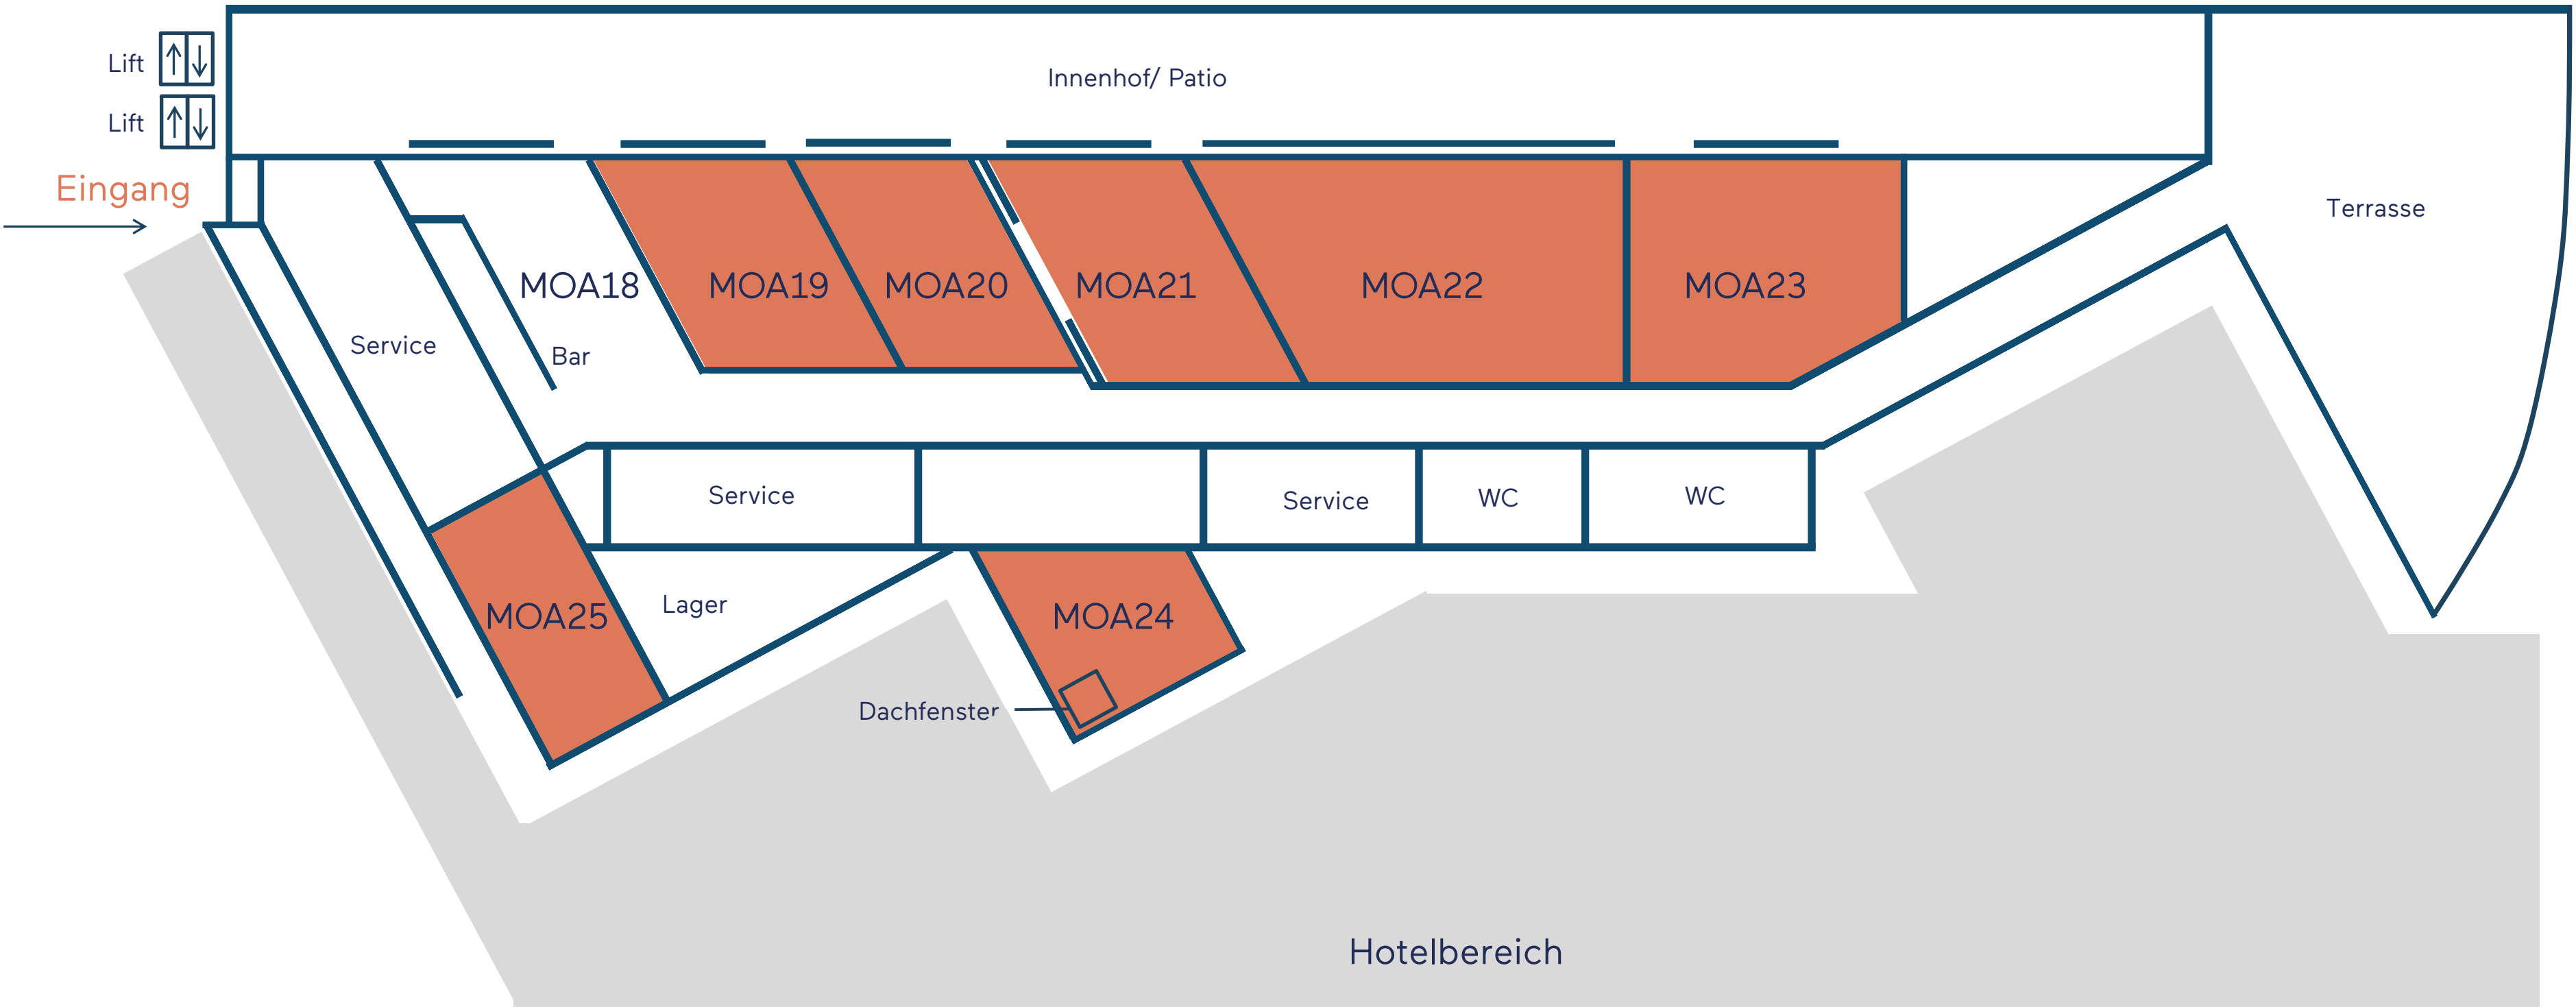 Lift
Innenhof/ Patio
Lift
Eingang
Terrasse
MOA18
MOA19
MOA20
MOA21
MOA22
MOA23
Service
Bar
Service
Service
WC
WC
MOA25
Lager
MOA24
Dachfenster
Hotelbereich